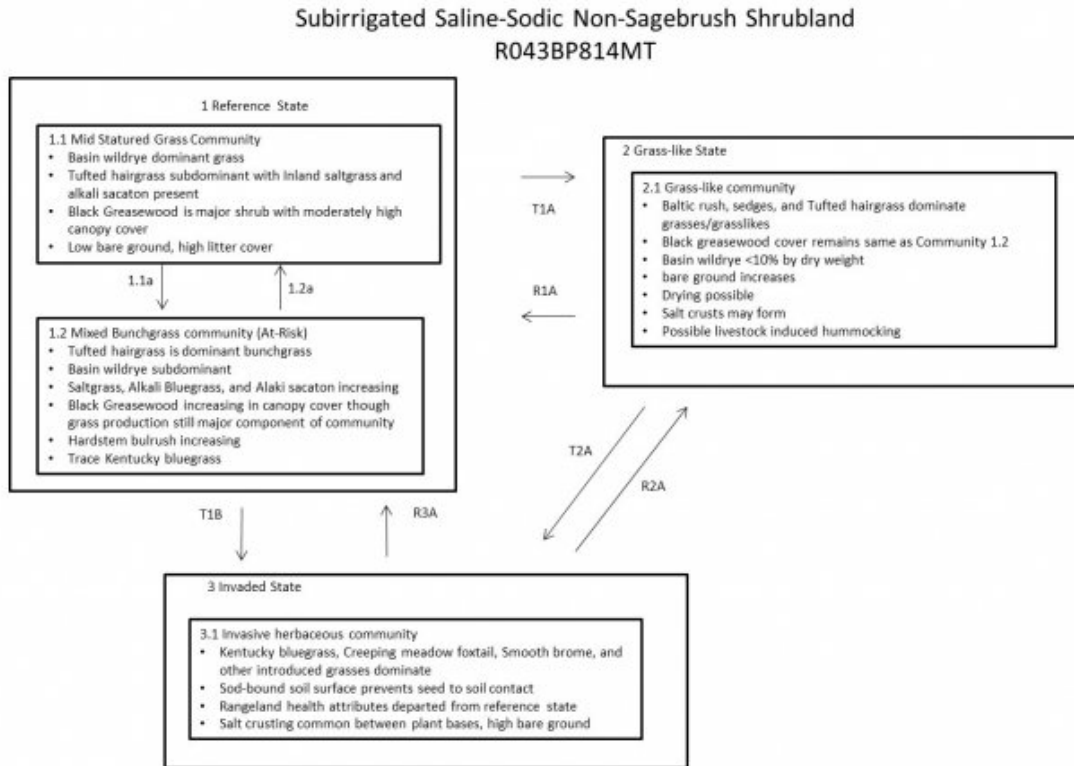 Subirrigated Saline-Sodic Non-Sagebrush Shrubland
R043BP814MT
1 Reference State
1.1 Mid Statured Grass Community
• Basin wildrye dominant grass
• Tufted hairgrass subdominant with Inland saltgrass and
alkali sacaton present
• Black Greasewood is major shrub with moderately high
canopy cover
• Low bare ground, high litter cover
1.1a
1.2a
1.2 Mixed Bunchgrass community (At-Risk)
• Tufted hairgrass is dominant bunchgrass
• Basin wildrye subdominant
• Saltgrass, Alkali Bluegrass, and Alaki sacaton increasing
• Black Greasewood increasing in canopy cover though
grass production still major component of community
• Hardstem bulrush increasing
• Trace Kentucky bluegrass
T1A
R1A
2 Grass-like State
2.1 Grass-like community
• Baltic rush, sedges, and Tufted hairgrass dominate
grasses/grasslikes
• Black greasewood cover remains same as Community 1.2
• Basin wildrye <10% by dry weight
• bare ground increases
• Drying possible
• Salt crusts may form
• Possible livestock induced hummocking
T2A
R2A
T1B
R3A
3 Invaded State
3.1 Invasive herbaceous community
• Kentucky bluegrass, Creeping meadow foxtail, Smooth brome, and
other introduced grasses dominate
• Sod-bound soil surface prevents seed to soil contact
• Rangeland health attributes departed from reference state
• Salt crusting common between plant bases, high bare ground